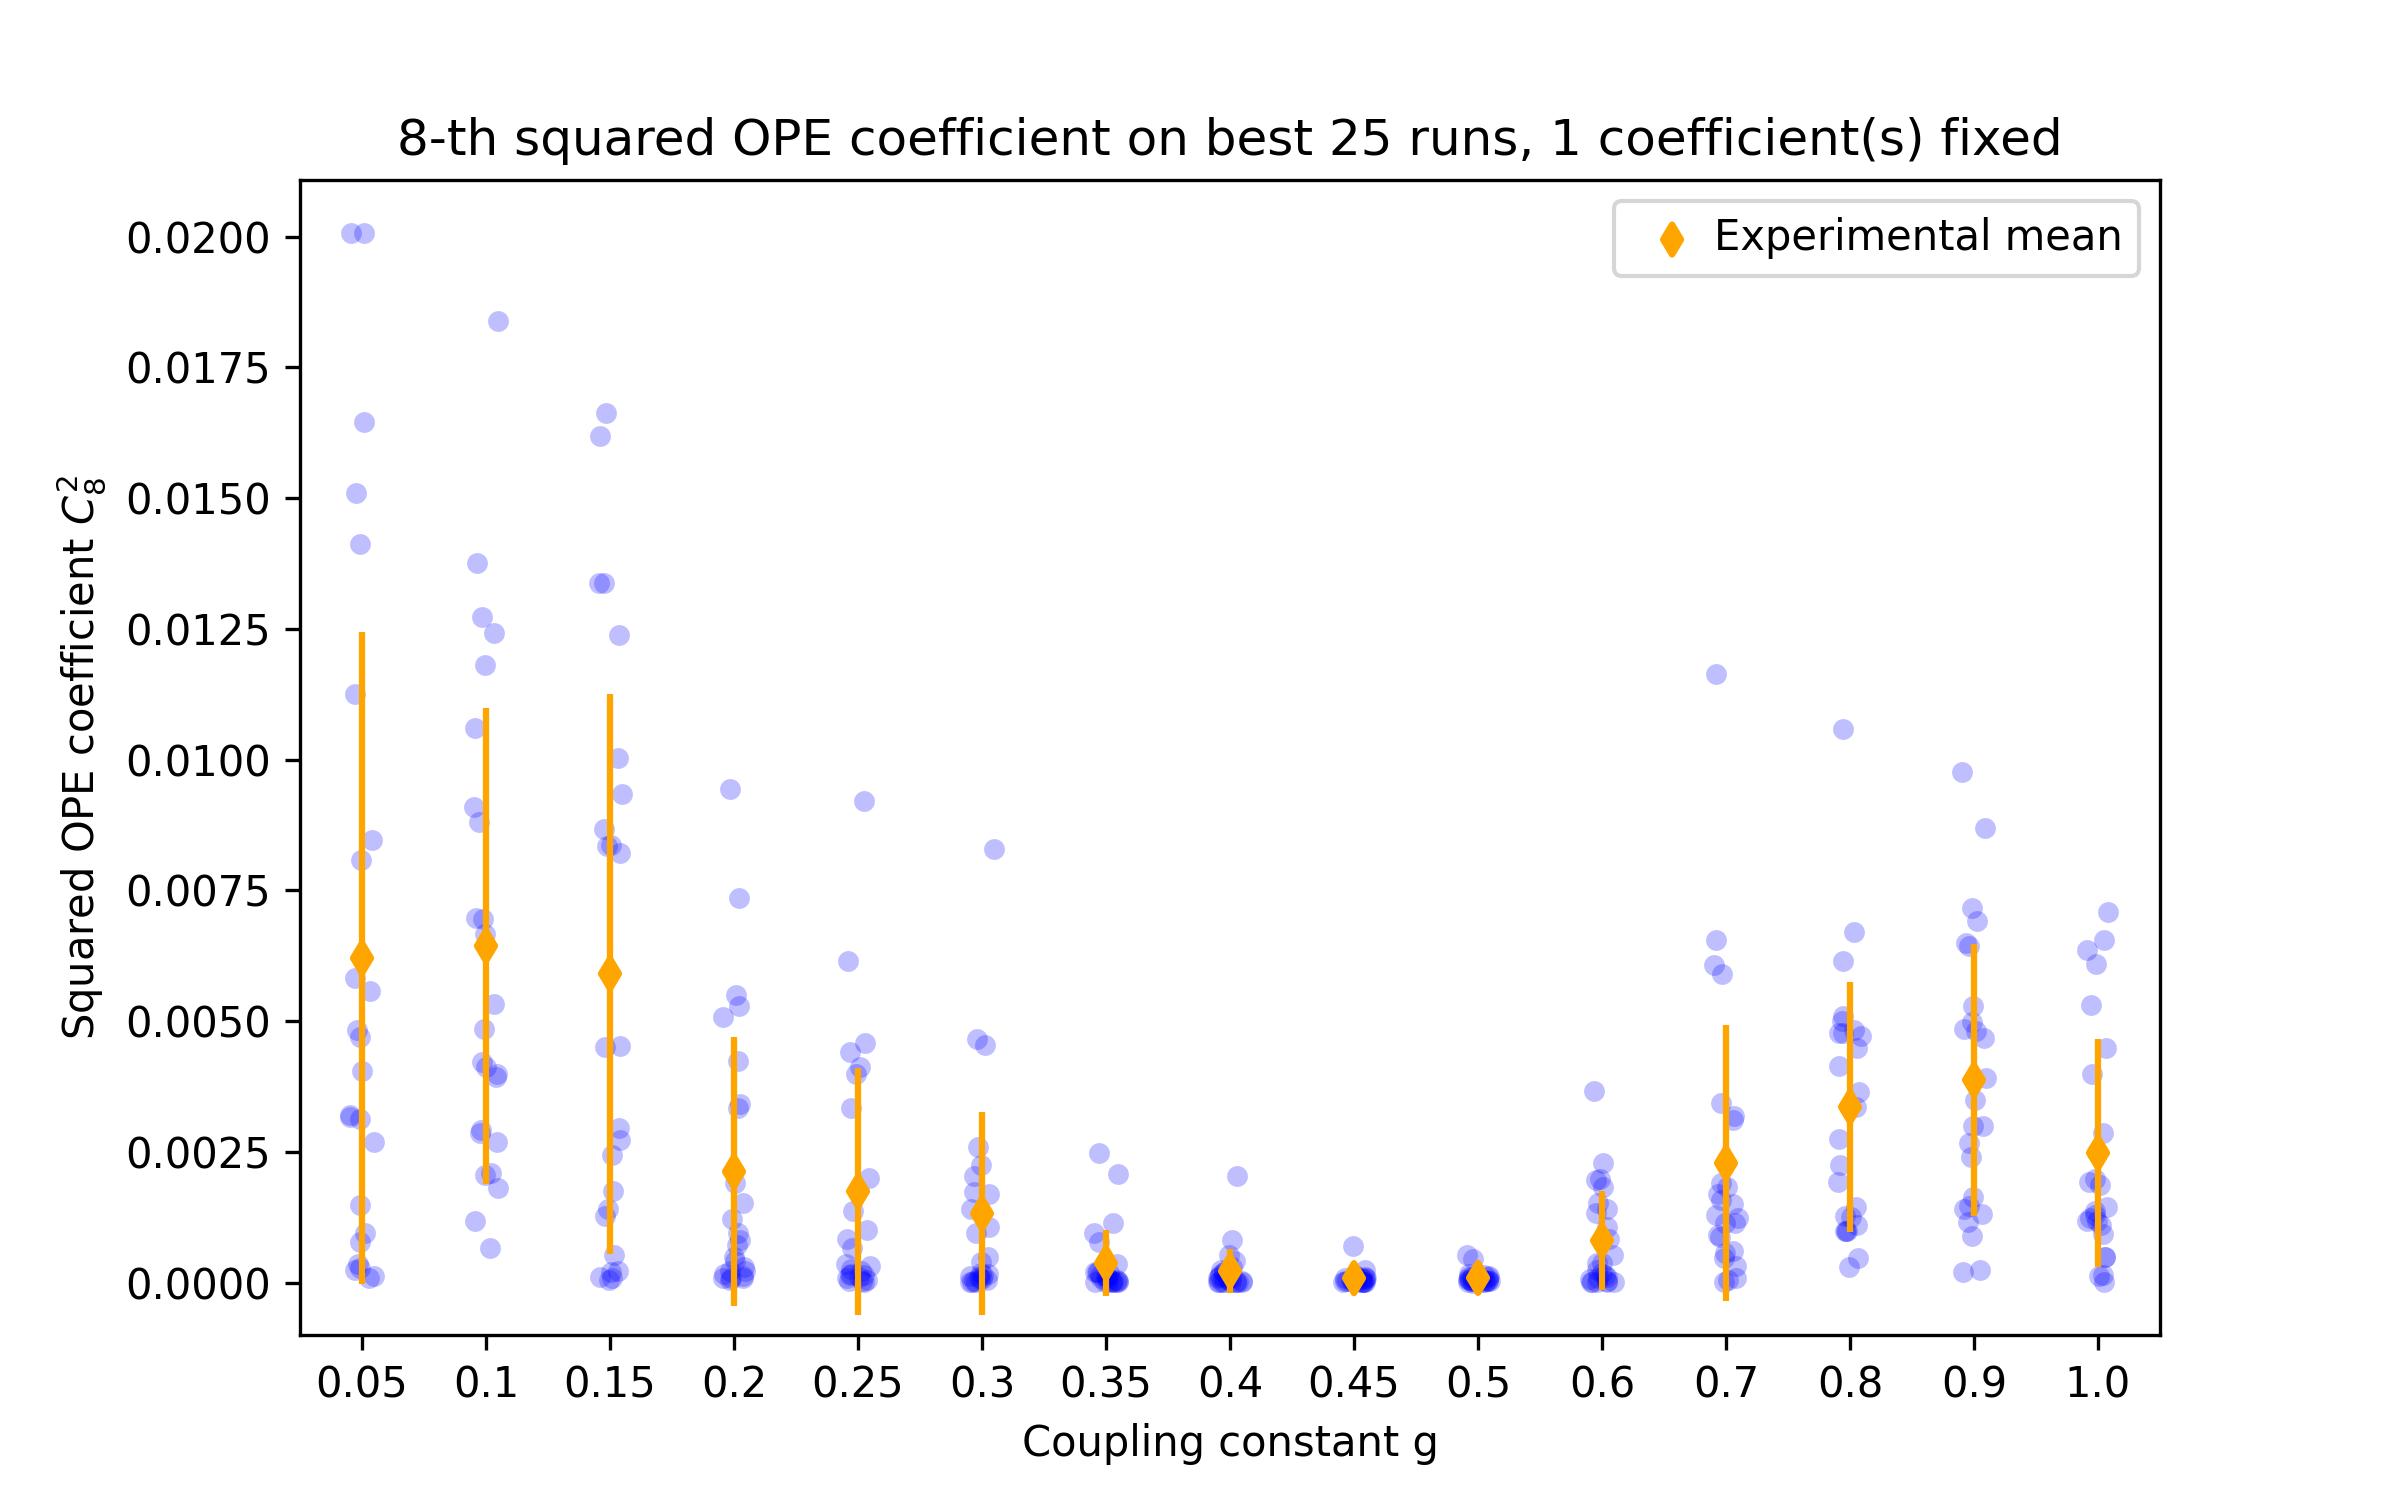 8-th squared OPE coefficient on best 25 runs, 1 coefficient(s) fixed
Experimental mean
Squared OPE coefficient $C_8^2$
0.0200
0.0175
0.0150
0.0125
0.0100
0.0075
0.0050
0.0025
0.0000
0.05 0.1 0.15 0.2 0.25 0.3 0.35 0.4 0.45 0.5 0.6 0.7 0.8 0.9 1.0
Coupling constant g